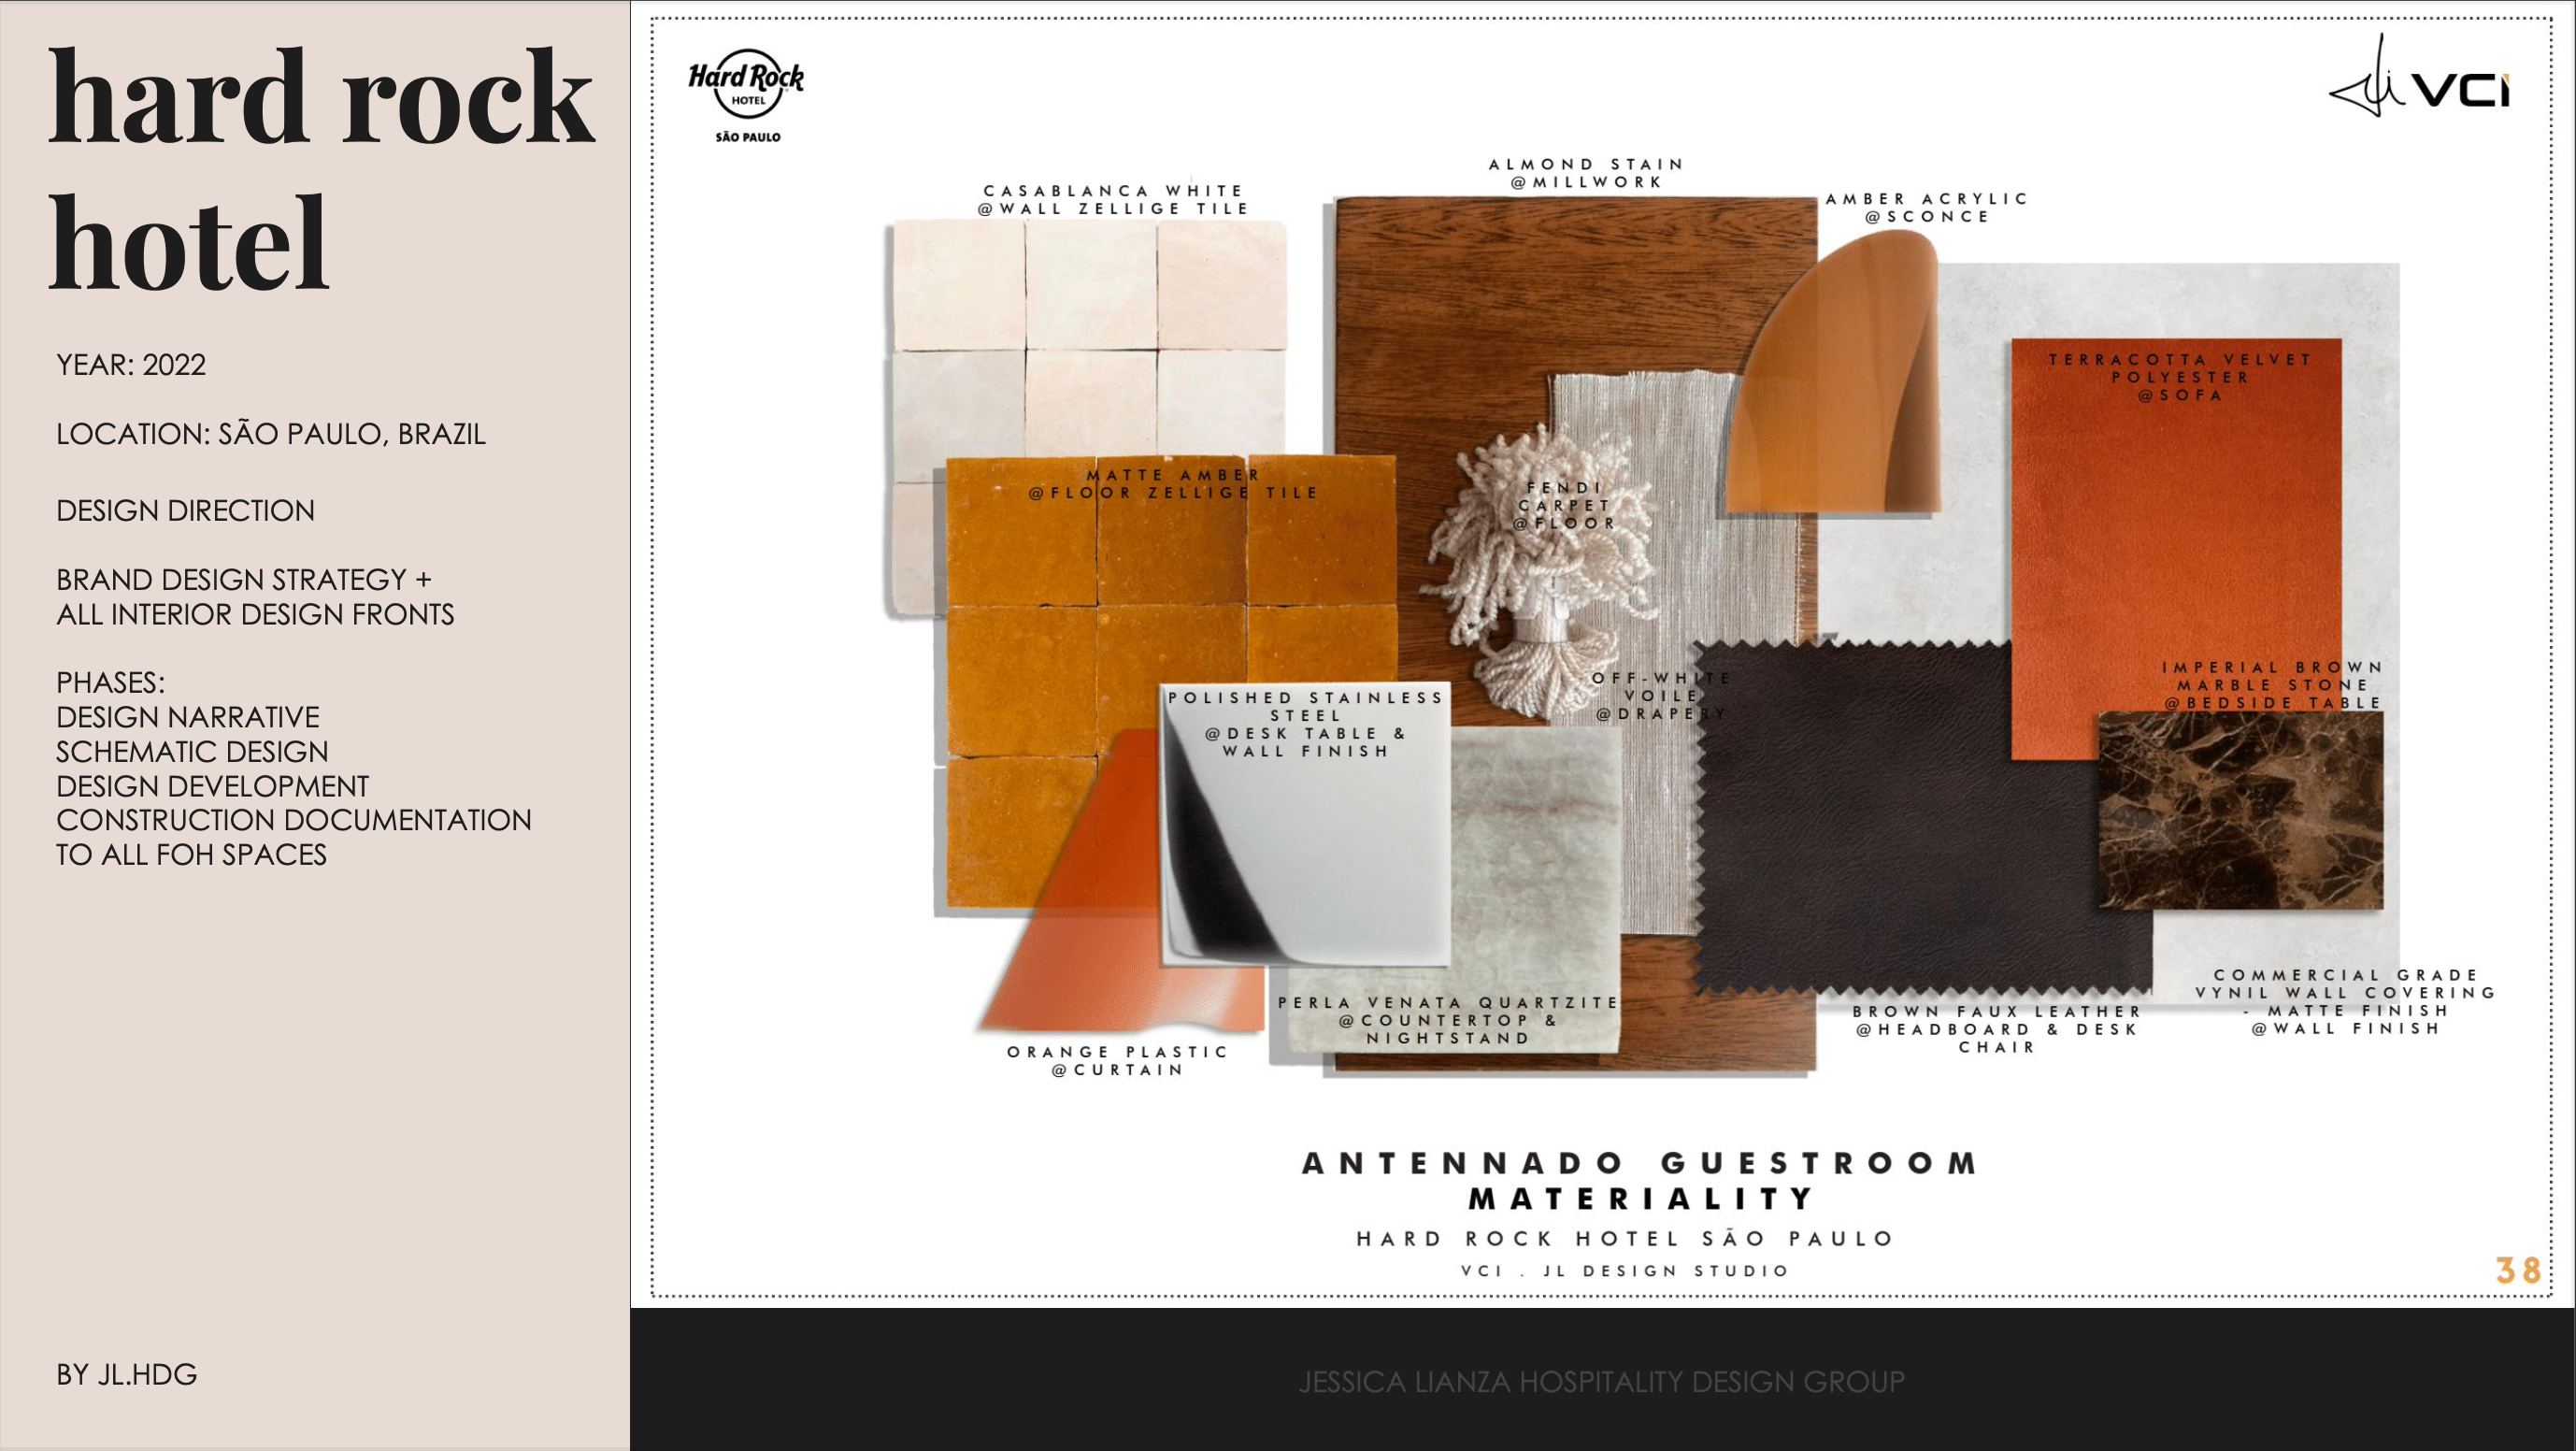 hard rock
hotel
YEAR: 2022
LOCATION: SÃO PAULO, BRAZIL
DESIGN DIRECTION
BRAND DESIGN STRATEGY +
ALL INTERIOR DESIGN FRONTS
PHASES:
DESIGN NARRATIVE
SCHEMATIC DESIGN
DESIGN DEVELOPMENT
CONSTRUCTION DOCUMENTATION
TO ALL FOH SPACES
BY JL.HDG
Hard Rock
HOTEL
SÃO PAULO
VCi
CASABLANCA WHITE
@WALL ZELLIGE TILE
ALMOND STAIN
@MILLWORK
AMBER ACRYLIC
@SCONCE
TERRACOTTA VELVET
POLYESTER
@SOFA
MATTE AMBER
@FLOOR ZELLIGE TILE
FENDI
CARPET
@FLOOR
OFF-WHITE
VOILE
@DRAPERY
IMPERIAL BROWN
MARBLE STONE
@BEDSIDE TABLE
POLISHED STAINLESS
STEEL
@DESK TABLE &
WALL FINISH
PERLA VENATA QUARTZITE
@COUNTERTOP &
NIGHTSTAND
BROWN FAUX LEATHER
@HEADBOARD & DESK
CHAIR
COMMERCIAL GRADE
VYNIL WALL COVERING
- MATTE FINISH
@WALL FINISH
ORANGE PLASTIC
@CURTAIN
ANTENNADO GUESTROOM
MATERIALITY
HARD ROCK HOTEL SÃO PAULO
VCI . JL DESIGN STUDIO
38
JESSICA LIANZA HOSPITALITY DESIGN GROUP